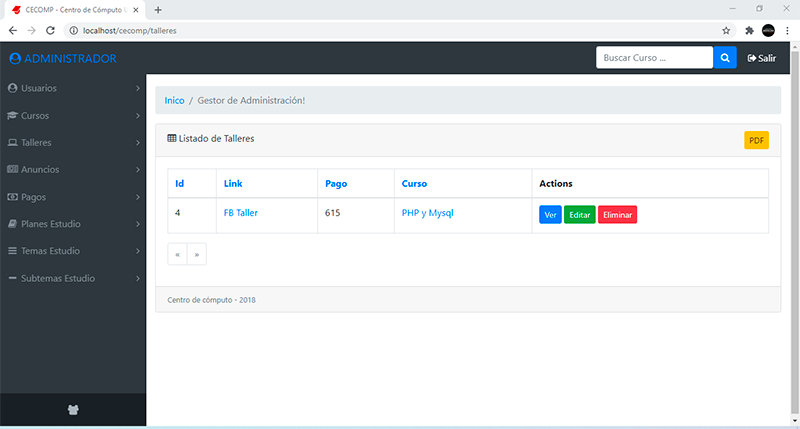 CECOMP - Centro de Cómputo
localhost/cecomp/talleres
ADMINISTRADOR
Buscar Curso ...
Salir
Usuarios
Cursos
Talleres
Anuncios
Pagos
Planes Estudio
Temas Estudio
Subtemas Estudio
Inico / Gestor de Administración!
Listado de Talleres
PDF
Id Link Pago Curso Actions
4 FB Taller 615 PHP y Mysql Ver Editar Eliminar
« »
Centro de cómputo - 2018